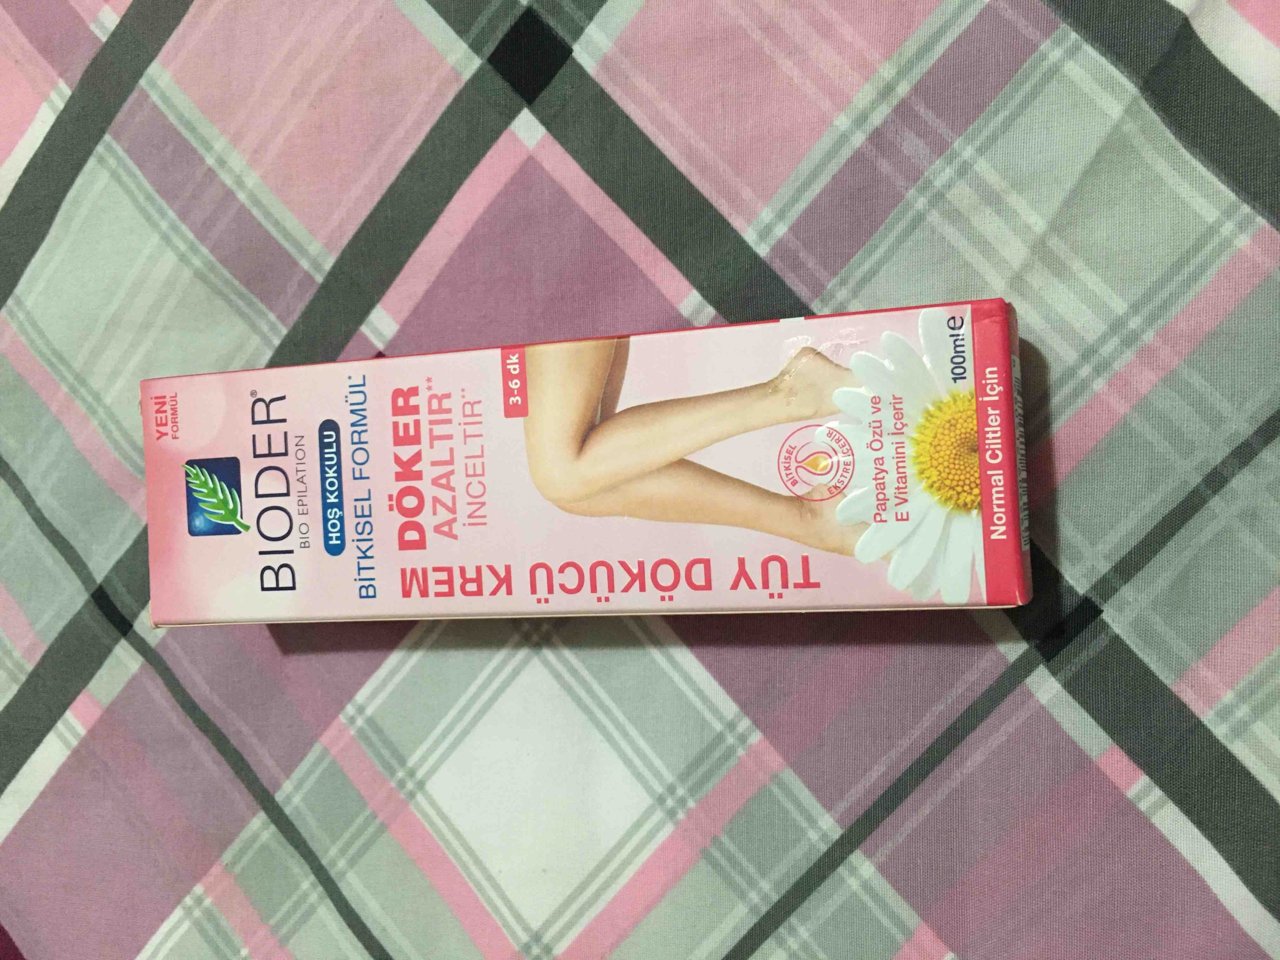 YENİ
FORMÜL
BIODER®
BIO EPILATION
HOŞ KOKULU
BİTKİSEL FORMÜL*
DÖKER
AZALTIR**
İNCELTİR**
3-6 dk
TÜY DÖKÜCÜ KREM
BİTKİSEL
EKSTRE İÇERİR
Papatya Özü ve
E Vitamini İçerir
100ml e
Normal Ciltler İçin